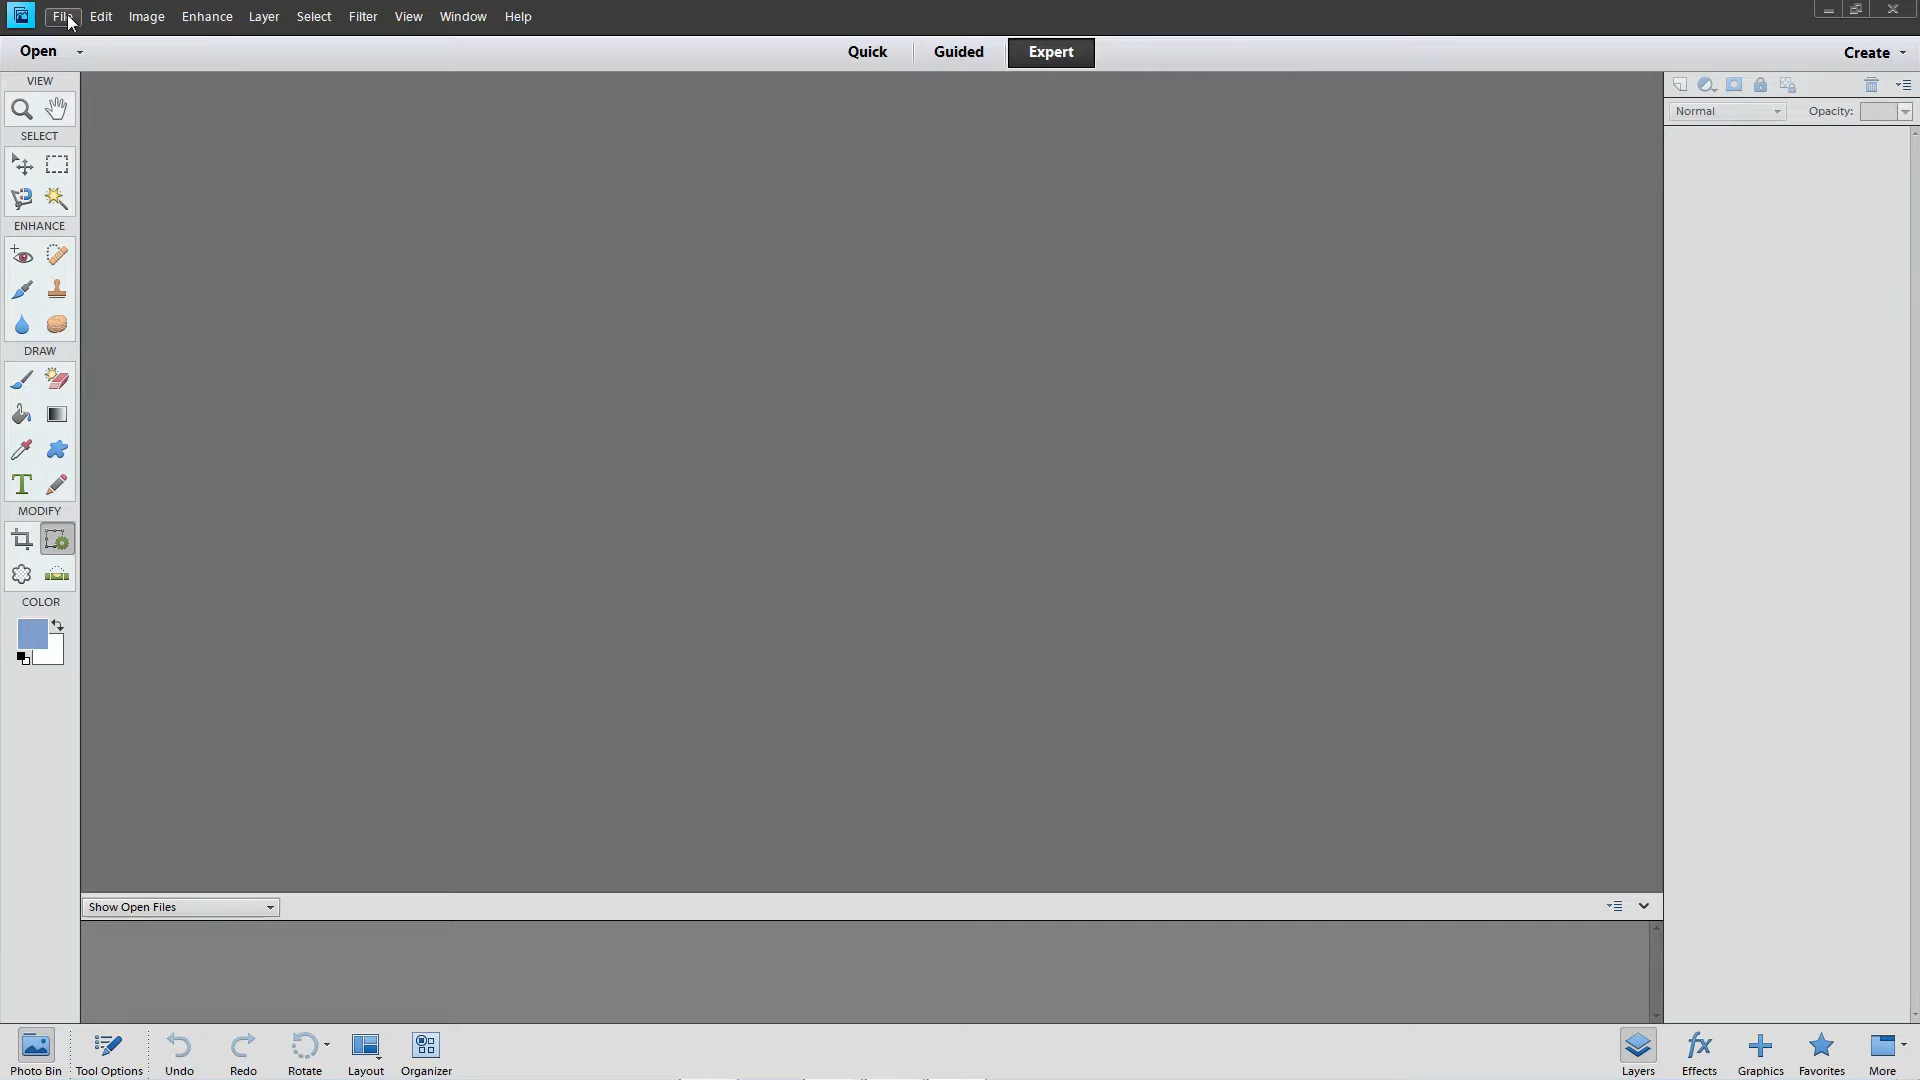 File Edit Image Enhance Layer Select Filter View Window Help
Open Quick Guided Expert Create
VIEW
Normal Opacity:
SELECT
ENHANCE
DRAW
T
MODIFY
COLOR
Show Open Files
Photo Bin Tool Options Undo Redo Rotate Layout Organizer Layers fx Effects Graphics Favorites More